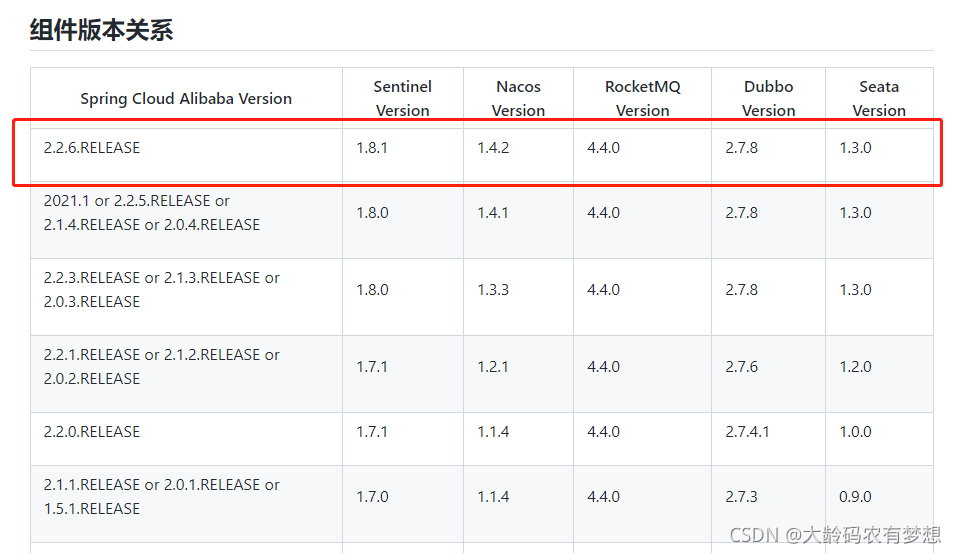 组件版本关系
Spring Cloud Alibaba Version
Sentinel Version
Nacos Version
RocketMQ Version
Dubbo Version
Seata Version
2.2.6.RELEASE
1.8.1
1.4.2
4.4.0
2.7.8
1.3.0
2021.1 or 2.2.5.RELEASE or
2.1.4.RELEASE or 2.0.4.RELEASE
1.8.0
1.4.1
4.4.0
2.7.8
1.3.0
2.2.3.RELEASE or 2.1.3.RELEASE or
2.0.3.RELEASE
1.8.0
1.3.3
4.4.0
2.7.8
1.3.0
2.2.1.RELEASE or 2.1.2.RELEASE or
2.0.2.RELEASE
1.7.1
1.2.1
4.4.0
2.7.6
1.2.0
2.2.0.RELEASE
1.7.1
1.1.4
4.4.0
2.7.4.1
1.0.0
2.1.1.RELEASE or 2.0.1.RELEASE or
1.5.1.RELEASE
1.7.0
1.1.4
4.4.0
2.7.3
0.9.0
CSDN @大龄码农有梦想